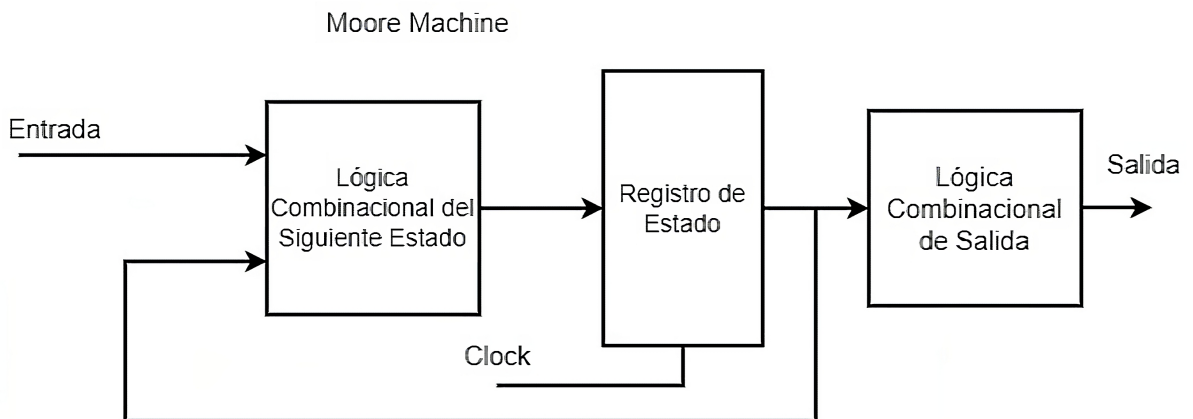 Moore Machine
Entrada
Lógica
Combinacional del
Siguiente Estado
Registro de
Estado
Lógica
Combinacional
de Salida
Salida
Clock